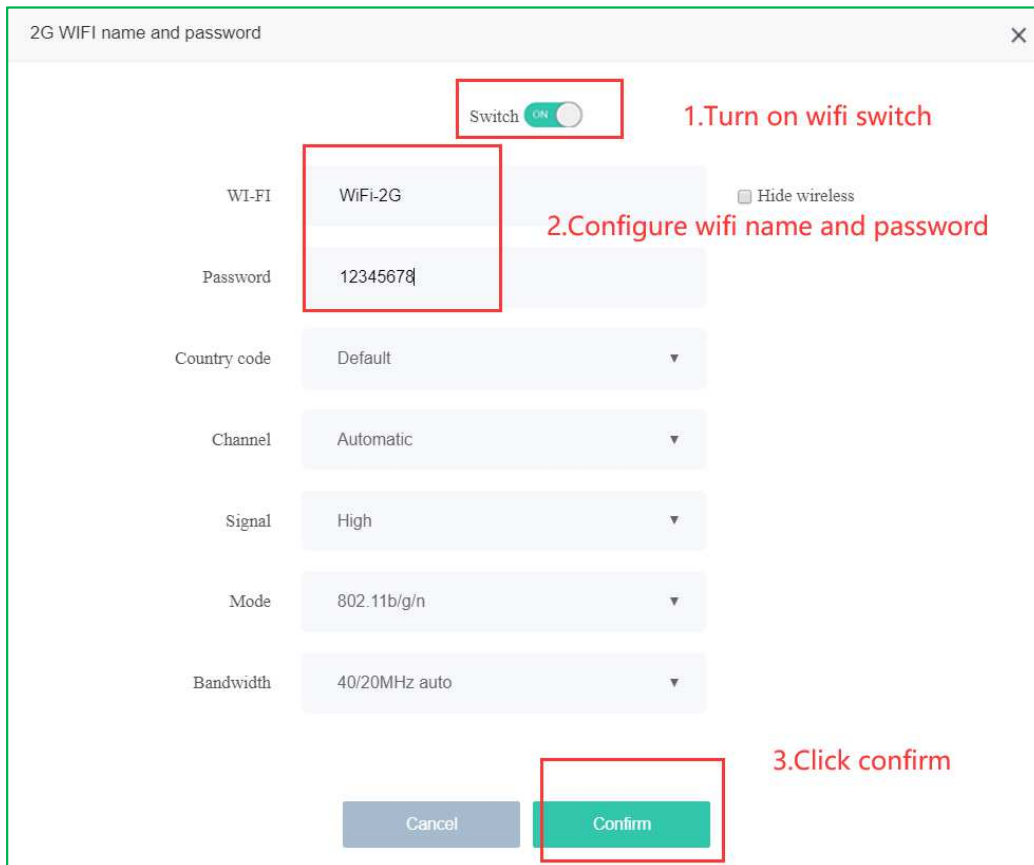 2G WIFI name and password
Switch ON
1.Turn on wifi switch
WI-FI WiFi-2G Hide wireless
2.Configure wifi name and password
Password 12345678
Country code Default
Channel Automatic
Signal High
Mode 802.11b/g/n
Bandwidth 40/20MHz auto
3.Click confirm
Cancel Confirm